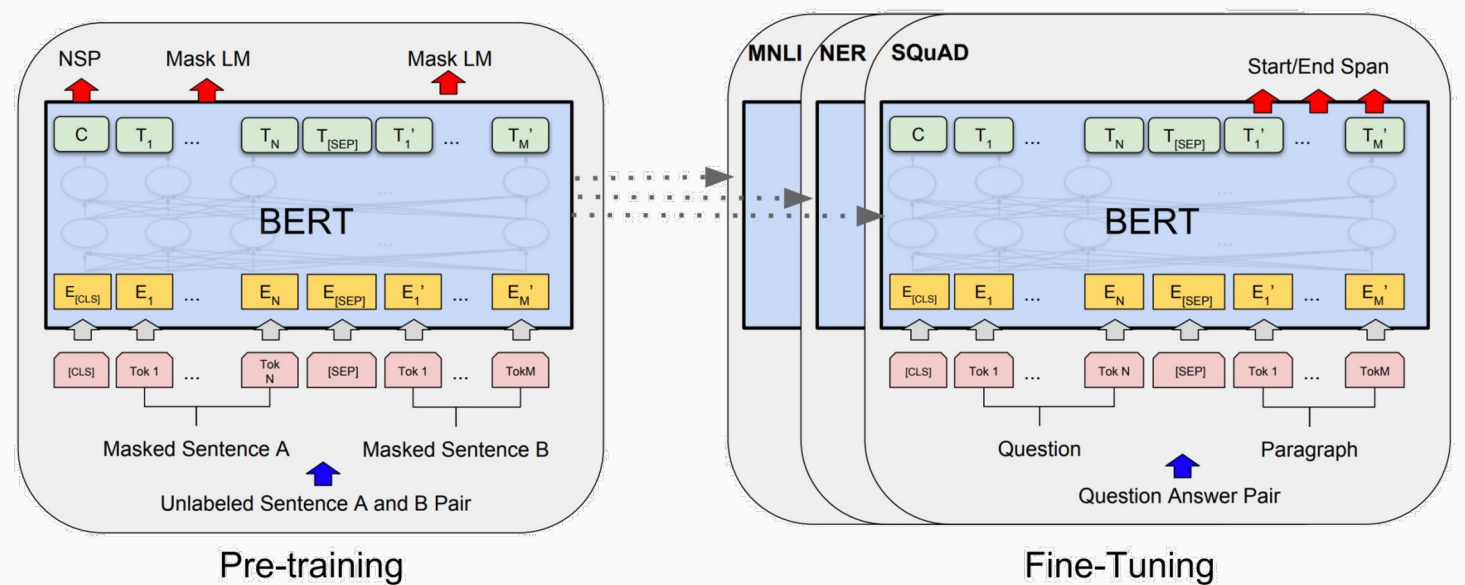 NSP Mask LM Mask LM
C T1 ... TN T[SEP] T1' ... TM'
...
BERT
...
E[CLS] E1 ... EN E[SEP] E1' ... EM'
[CLS] Tok 1 ... Tok N [SEP] Tok 1 ... TokM
Masked Sentence A Masked Sentence B
Unlabeled Sentence A and B Pair
Pre-training
MNLI NER SQuAD
Start/End Span
C T1 ... TN T[SEP] T1' ... TM'
...
BERT
...
E[CLS] E1 ... EN E[SEP] E1' ... EM'
[CLS] Tok 1 ... Tok N [SEP] Tok 1 ... TokM
Question Paragraph
Question Answer Pair
Fine-Tuning